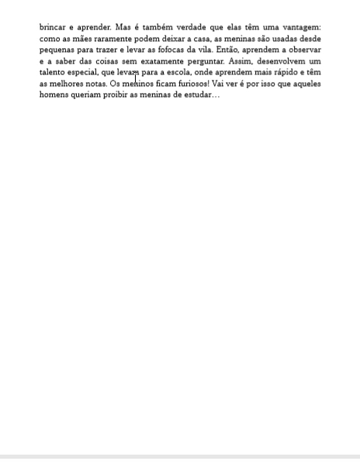 brincar e aprender. Mas é também verdade que elas têm uma vantagem:
como as mães raramente podem deixar a casa, as meninas são usadas desde
pequenas para trazer e levar as fofocas da vila. Então, aprendem a observar
e a saber das coisas sem exatamente perguntar. Assim, desenvolvem um
talento especial, que levam para a escola, onde aprendem mais rápido e têm
as melhores notas. Os meninos ficam furiosos! Vai ver é por isso que aqueles
homens queriam proibir as meninas de estudar…